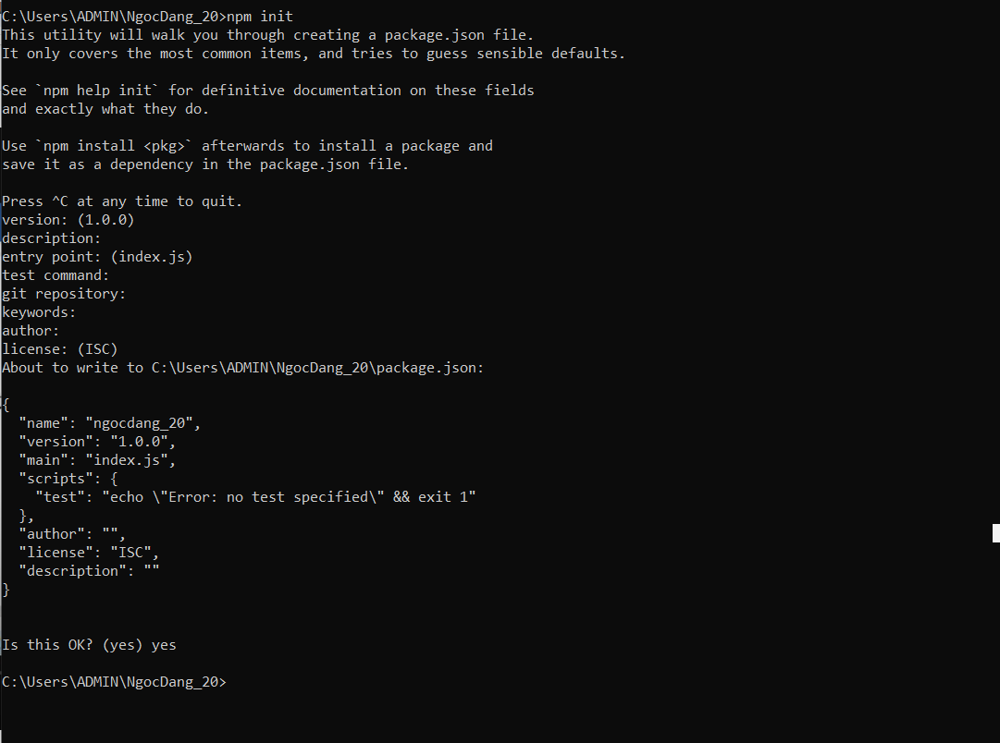 C:\Users\ADMIN\NgocDang_20>npm init
This utility will walk you through creating a package.json file.
It only covers the most common items, and tries to guess sensible defaults.
See `npm help init` for definitive documentation on these fields
and exactly what they do.
Use `npm install <pkg>` afterwards to install a package and
save it as a dependency in the package.json file.
Press ^C at any time to quit.
version: (1.0.0)
description:
entry point: (index.js)
test command:
git repository:
keywords:
author:
license: (ISC)
About to write to C:\Users\ADMIN\NgocDang_20\package.json:
{
  "name": "ngocdang_20",
  "version": "1.0.0",
  "main": "index.js",
  "scripts": {
    "test": "echo \"Error: no test specified\" && exit 1"
  },
  "author": "",
  "license": "ISC",
  "description": ""
}
Is this OK? (yes) yes
C:\Users\ADMIN\NgocDang_20>